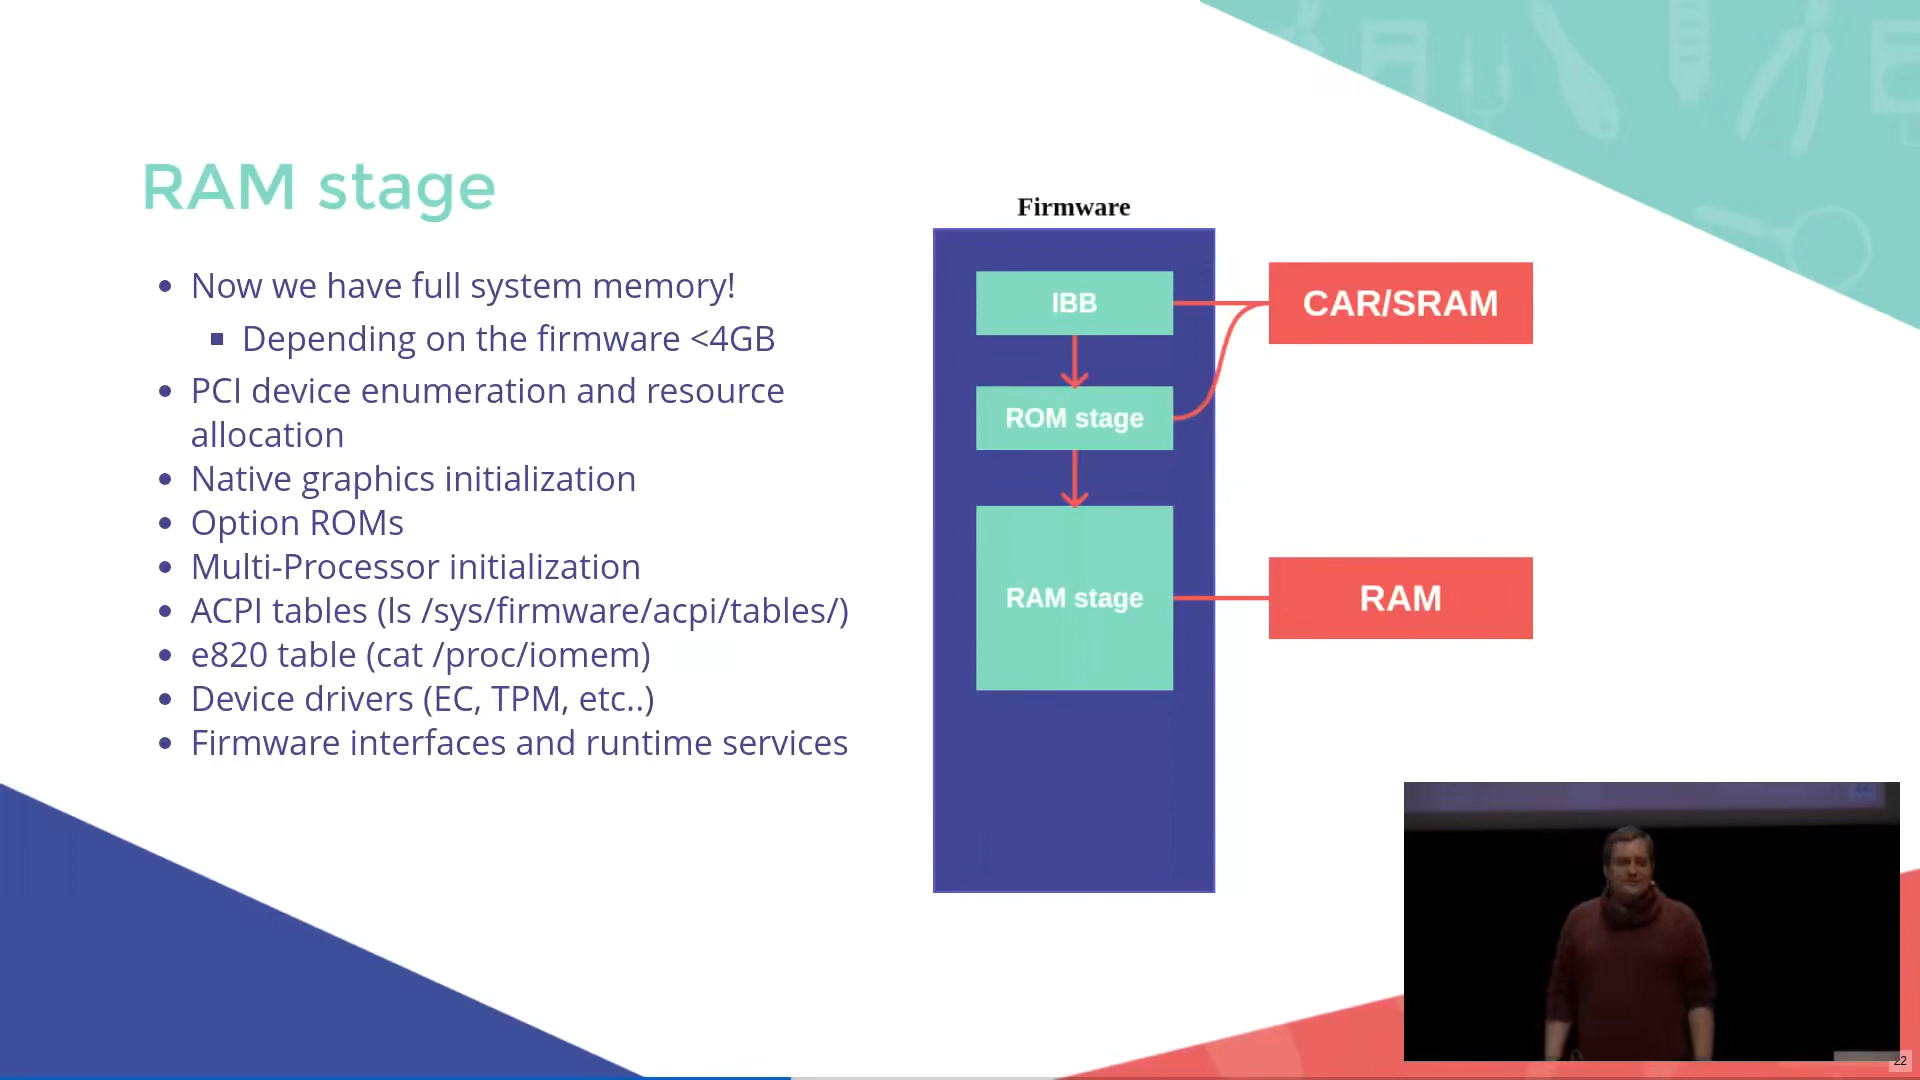 RAM stage
Now we have full system memory!
Depending on the firmware <4GB
PCI device enumeration and resource
allocation
Native graphics initialization
Option ROMs
Multi-Processor initialization
ACPI tables (ls /sys/firmware/acpi/tables/)
e820 table (cat /proc/iomem)
Device drivers (EC, TPM, etc..)
Firmware interfaces and runtime services
Firmware
IBB
CAR/SRAM
ROM stage
RAM stage
RAM
22